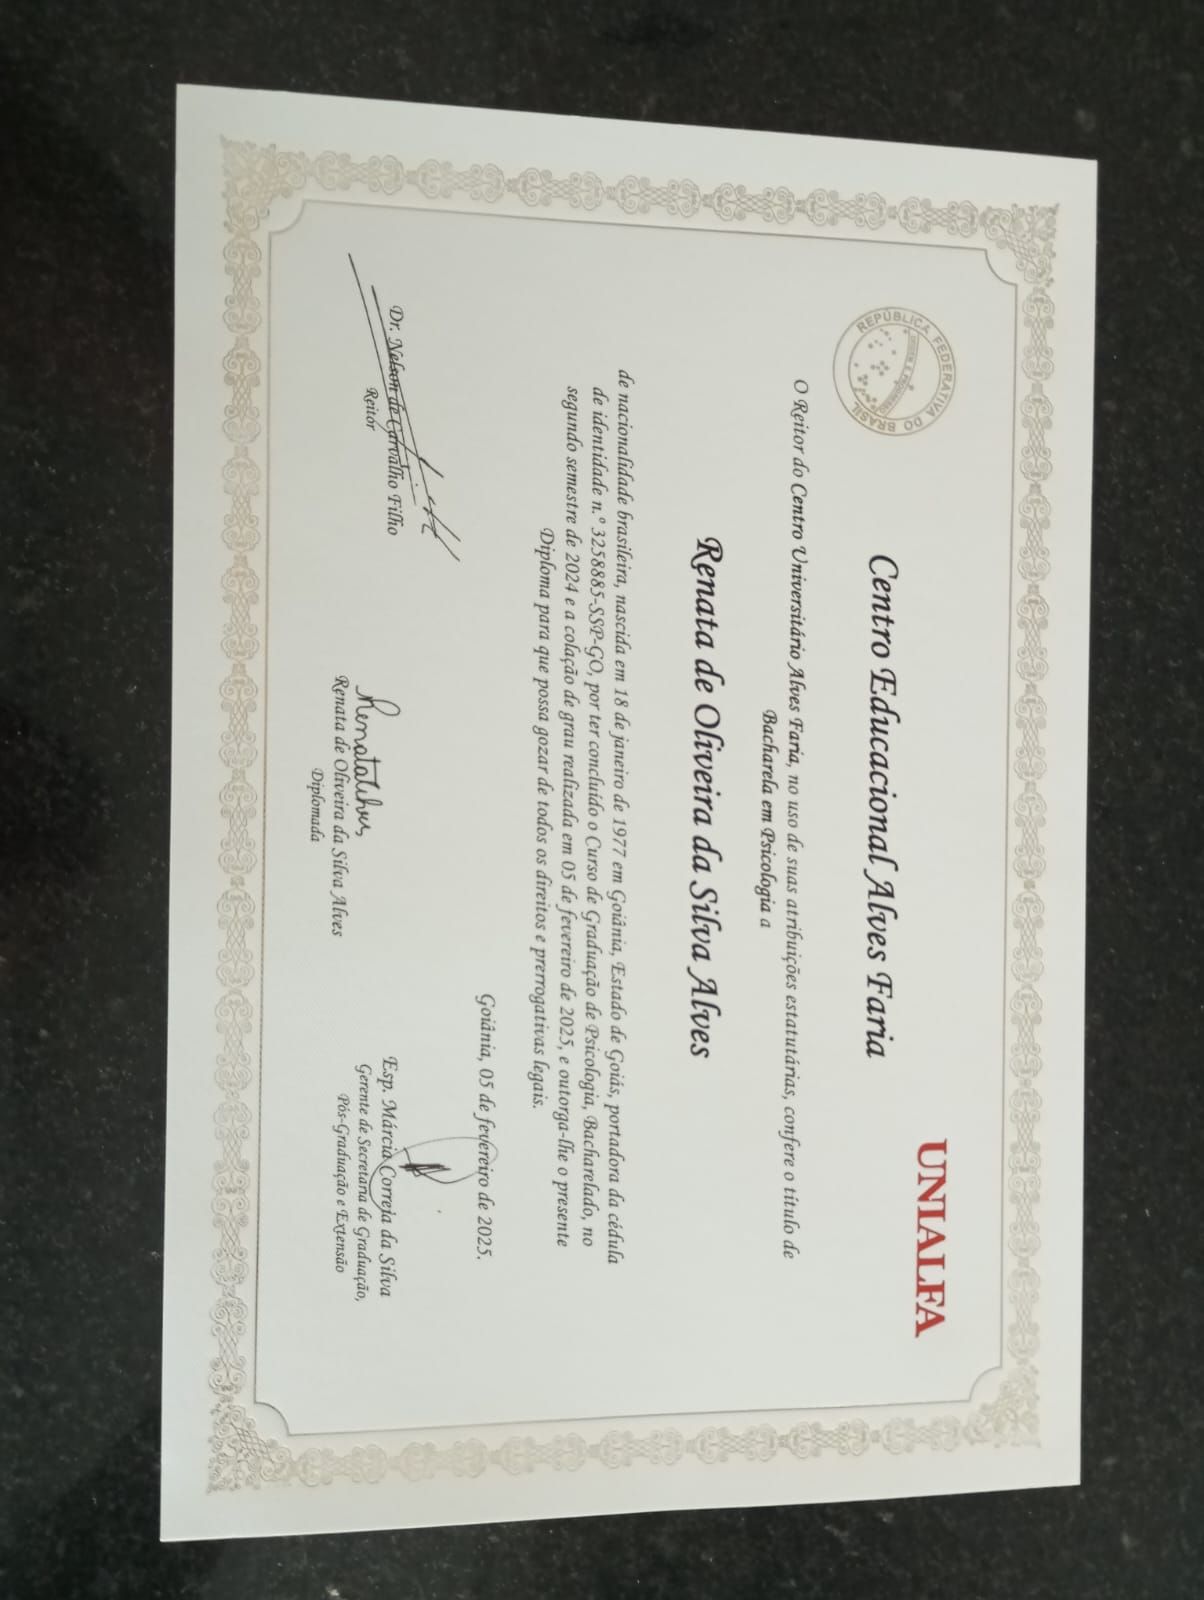 REPÚBLICA FEDERATIVA DO BRASIL
ORDEM E PROGRESSO
UNIALFA
Centro Educacional Alves Faria
O Reitor do Centro Universitário Alves Faria, no uso de suas atribuições estatutárias, confere o título de
Bacharela em Psicologia a
Renata de Oliveira da Silva Alves
de nacionalidade brasileira, nascida em 18 de janeiro de 1977 em Goiânia, Estado de Goiás, portadora da cédula
de identidade n.º 3258885-SSP-GO, por ter concluído o Curso de Graduação de Psicologia, Bacharelado, no
segundo semestre de 2024 e a colação de grau realizada em 05 de fevereiro de 2025, e outorga-lhe o presente
Diploma para que possa gozar de todos os direitos e prerrogativas legais.
Goiânia, 05 de fevereiro de 2025.
Dr. Nelson de Carvalho Filho
Reitor
Renata de Oliveira da Silva Alves
Diplomada
Esp. Márcia Correja da Silva
Gerente de Secretaria de Graduação,
Pós-Graduação e Extensão